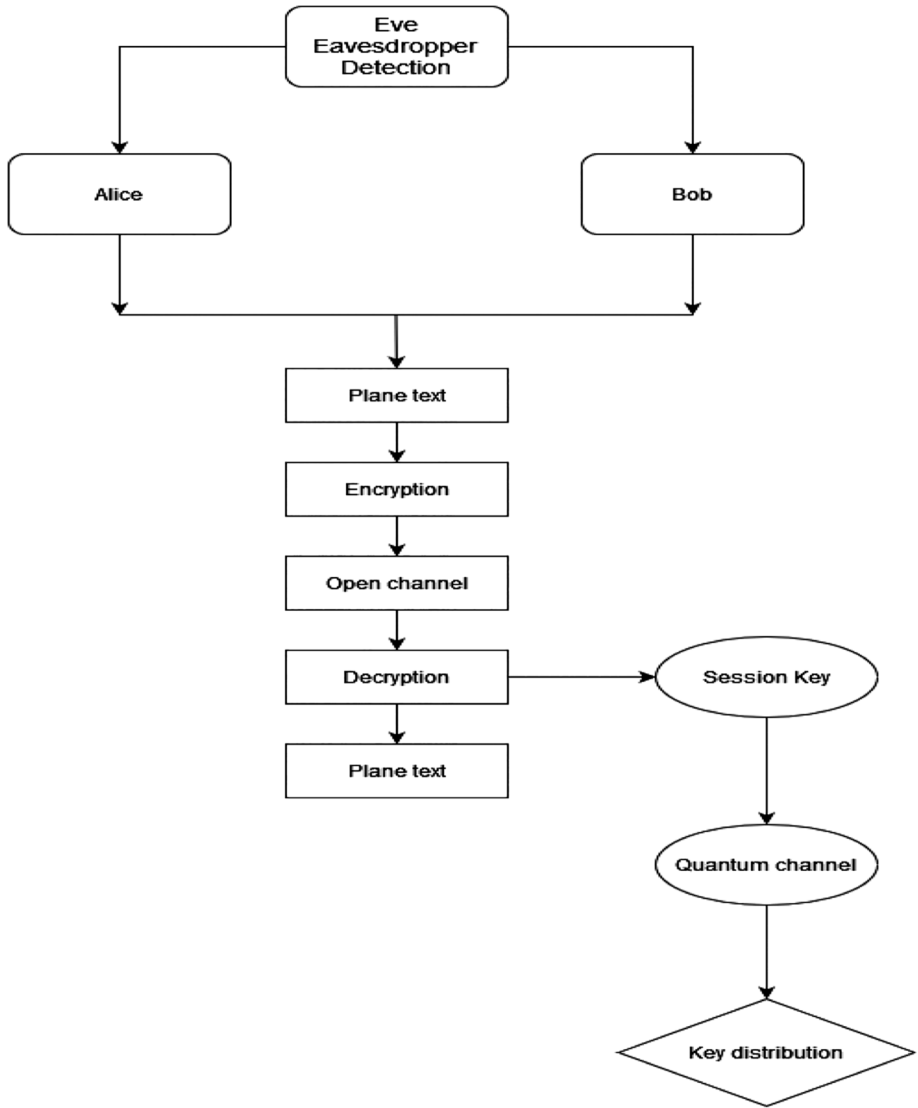 Eve
Eavesdropper
Detection
Alice
Bob
Plane text
Encryption
Open channel
Decryption
Session Key
Plane text
Quantum channel
Key distribution